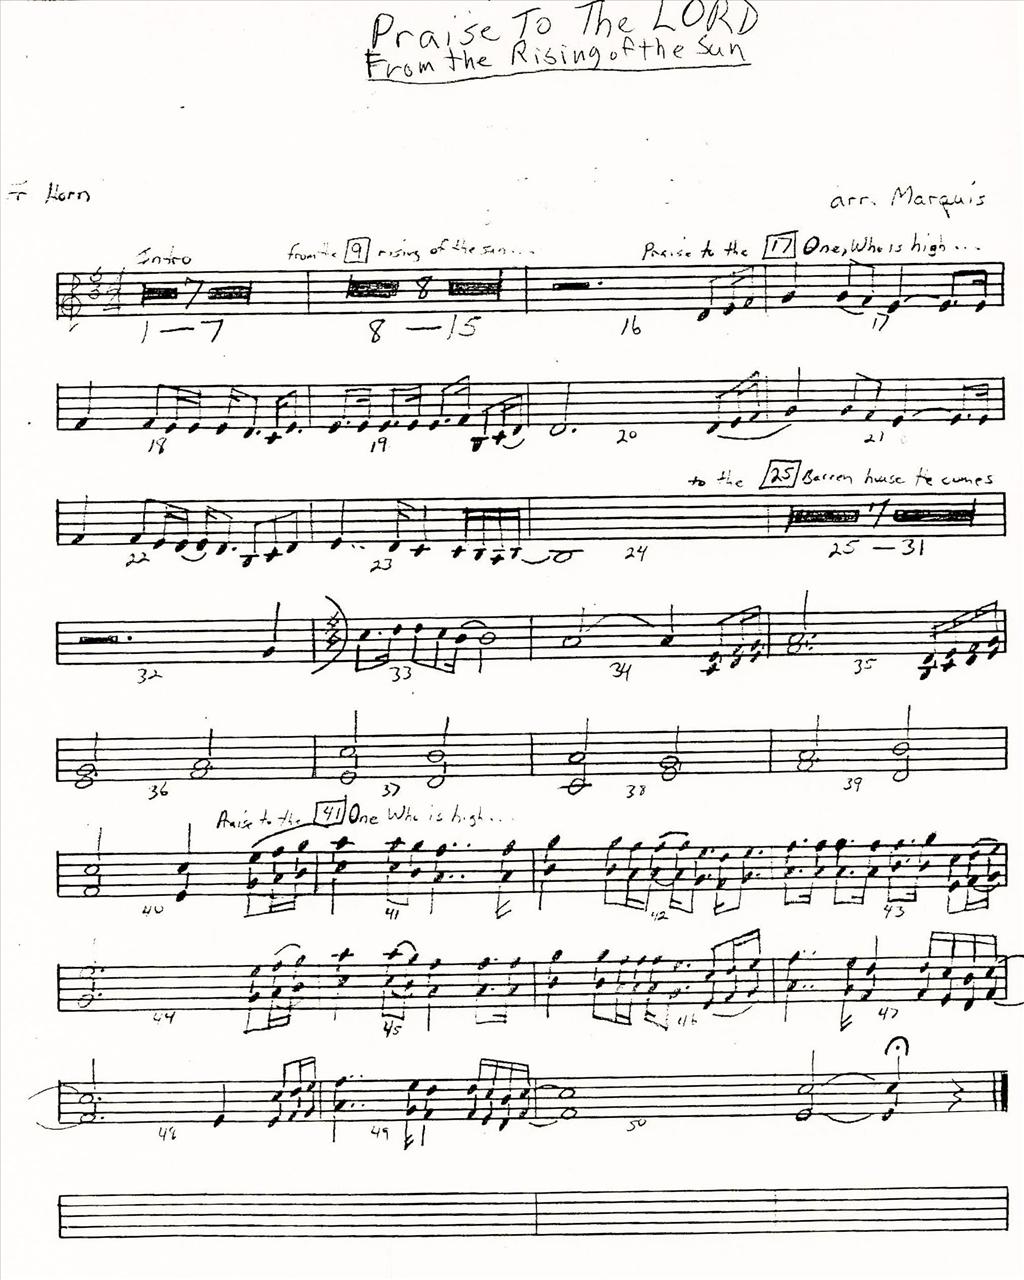 Praise To The LORD
From the Rising of the Sun
F Horn
arr. Marquis
Intro
from the 9 rising of the sun...
Praise to the 17 One, Who is high...
7 8
1 — 7 8 — 15 16 17
18 19 20 21
to the 25 Barren house He comes
7
22 23 24 25 — 31
32 33 34 35
36 37 38 39
Praise to the 41 One Who is high...
40 41 42 43
44 45 46 47
48 49 50